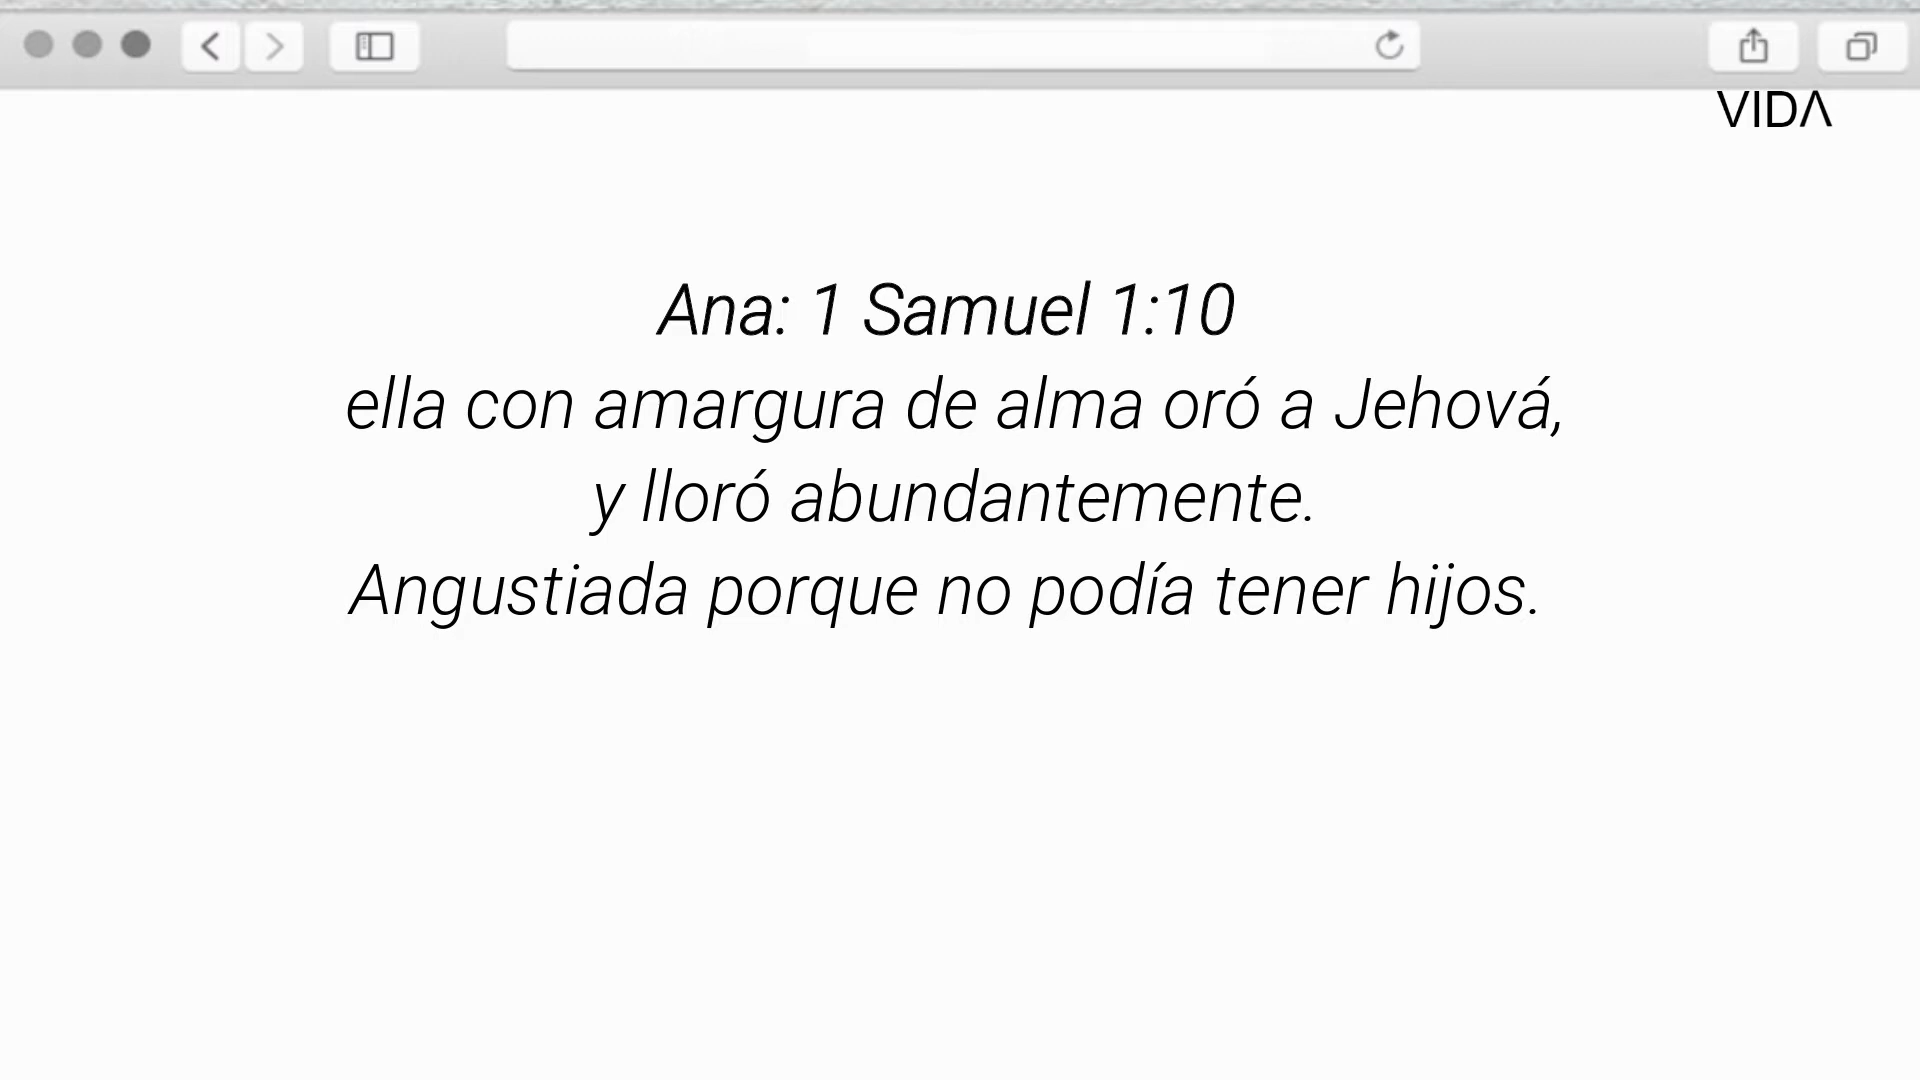 VIDA
Ana: 1 Samuel 1:10
ella con amargura de alma oró a Jehová,
y lloró abundantemente.
Angustiada porque no podía tener hijos.